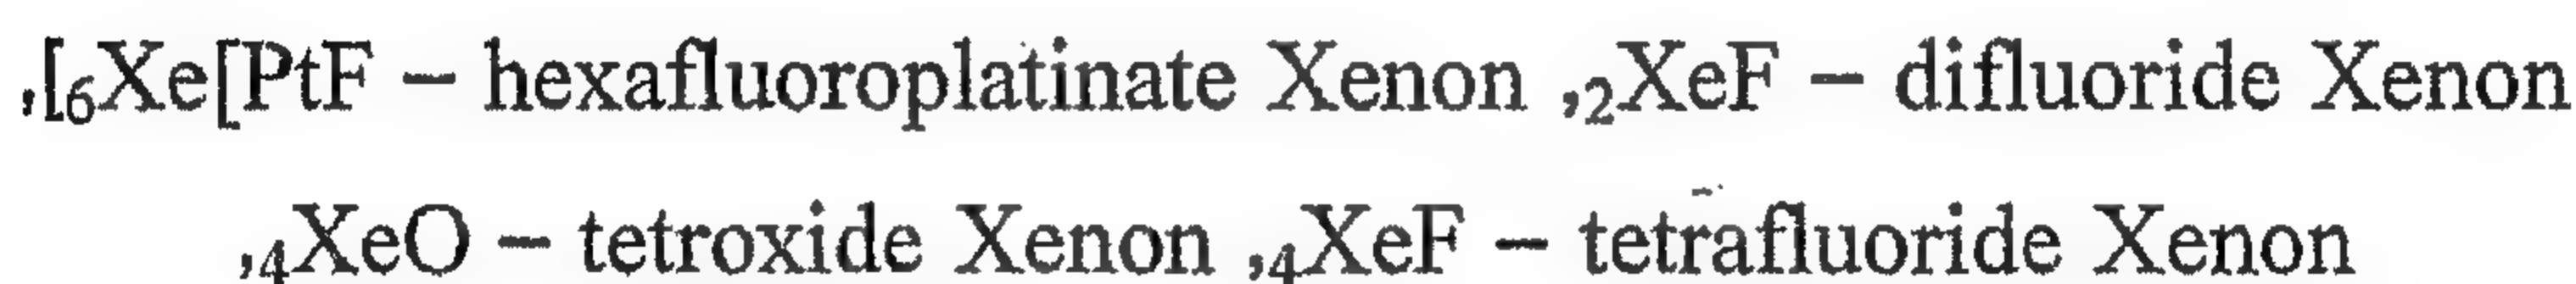 ,[₆Xe[PtF – hexafluoroplatinate Xenon ,₂XeF – difluoride Xenon
,₄XeO – tetroxide Xenon ,₄XeF – tetrafluoride Xenon